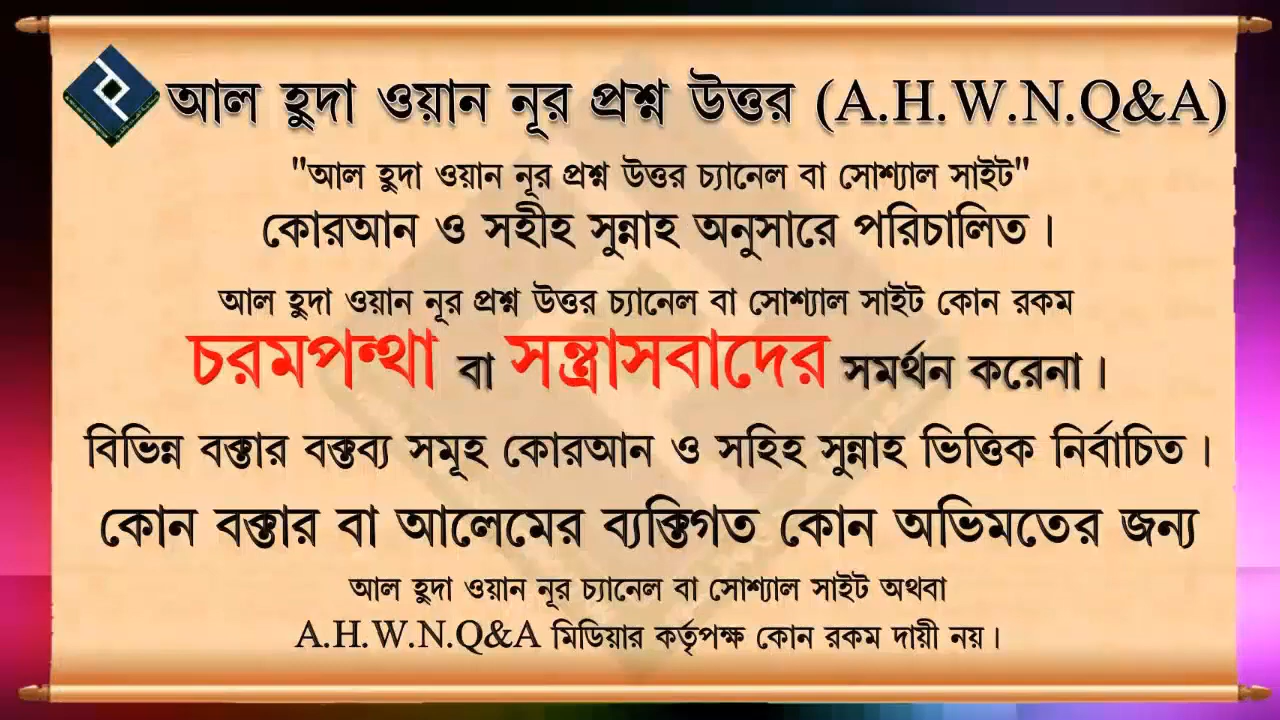 আল হুদা ওয়ান নূর প্রশ্ন উত্তর (A.H.W.N.Q&A)
"আল হুদা ওয়ান নূর প্রশ্ন উত্তর চ্যানেল বা সোশ্যাল সাইট"
কোরআন ও সহীহ সুন্নাহ অনুসারে পরিচালিত।
আল হুদা ওয়ান নূর প্রশ্ন উত্তর চ্যানেল বা সোশ্যাল সাইট কোন রকম
চরমপন্থা বা সন্ত্রাসবাদের সমর্থন করেনা।
বিভিন্ন বক্তার বক্তব্য সমূহ কোরআন ও সহিহ সুন্নাহ ভিত্তিক নির্বাচিত।
কোন বক্তার বা আলেমের ব্যক্তিগত কোন অভিমতের জন্য
আল হুদা ওয়ান নূর চ্যানেল বা সোশ্যাল সাইট অথবা
A.H.W.N.Q&A মিডিয়ার কর্তৃপক্ষ কোন রকম দায়ী নয়।